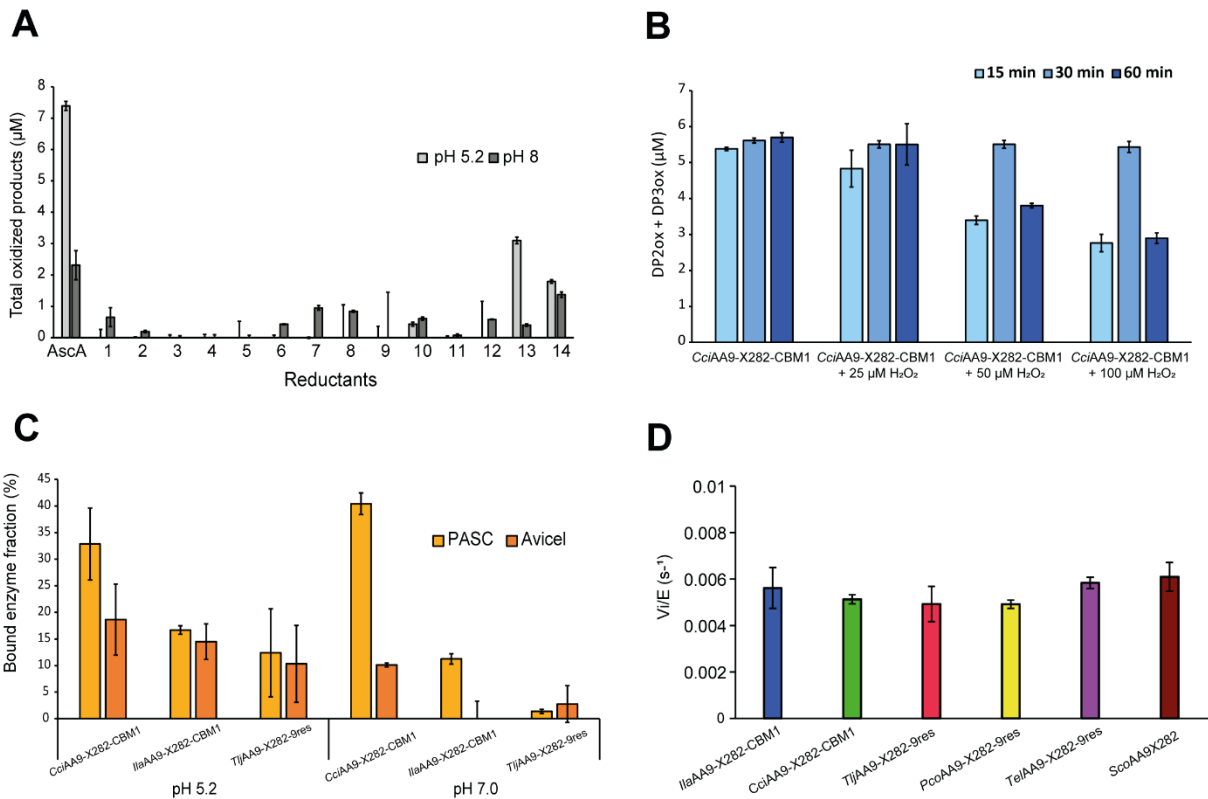 A
Total oxidized products (µM)
8
7
6
5
4
3
2
1
0
pH 5.2 pH 8
AscA 1 2 3 4 5 6 7 8 9 10 11 12 13 14
Reductants
B
15 min 30 min 60 min
DP2ox + DP3ox (µM)
7
6
5
4
3
2
1
0
CciAA9-X282-CBM1 CciAA9-X282-CBM1 CciAA9-X282-CBM1 CciAA9-X282-CBM1
+ 25 µM H₂O₂ + 50 µM H₂O₂ + 100 µM H₂O₂
C
Bound enzyme fraction (%)
45
40
35
30
25
20
15
10
5
0
PASC Avicel
CciAA9-X282-CBM1 IlaAA9-X282-CBM1 TljAA9-X282-9res CciAA9-X282-CBM1 IlaAA9-X282-CBM1 TljAA9-X282-9res
pH 5.2 pH 7.0
D
Vi/E (s⁻¹)
0.01
0.008
0.006
0.004
0.002
0
IlaAA9-X282-CBM1 CciAA9-X282-CBM1 TljAA9-X282-9res PcoAA9-X282-9res TelAA9-X282-9res ScoAA9X282